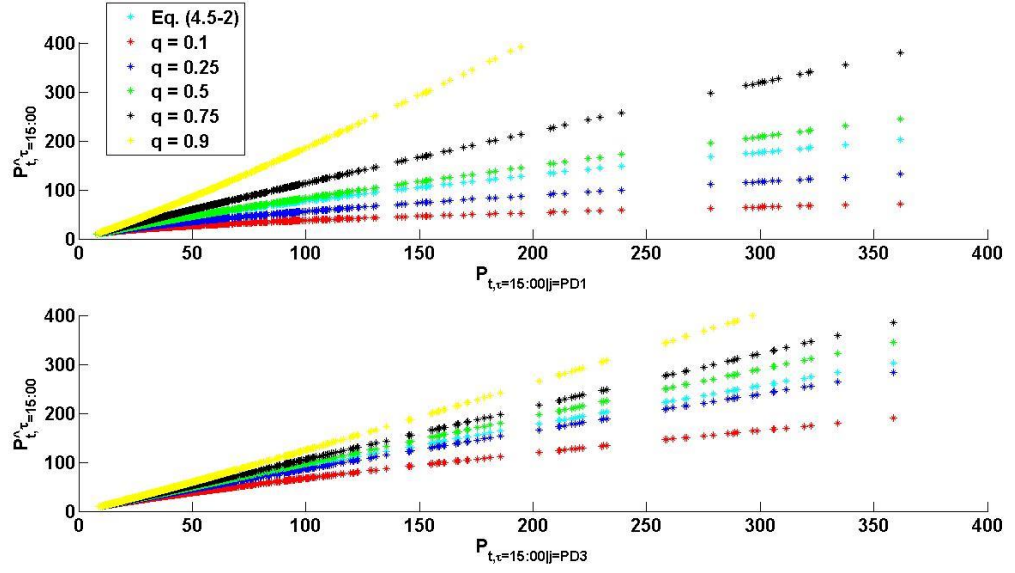 Eq. (4.5-2)
q = 0.1
q = 0.25
q = 0.5
q = 0.75
q = 0.9
400
300
200
100
0
P^t,τ=15:00
0 50 100 150 200 250 300 350 400
Pt,τ=15:00|j=PD1
400
300
200
100
0
P^t,τ=15:00
0 50 100 150 200 250 300 350 400
Pt,τ=15:00|j=PD3